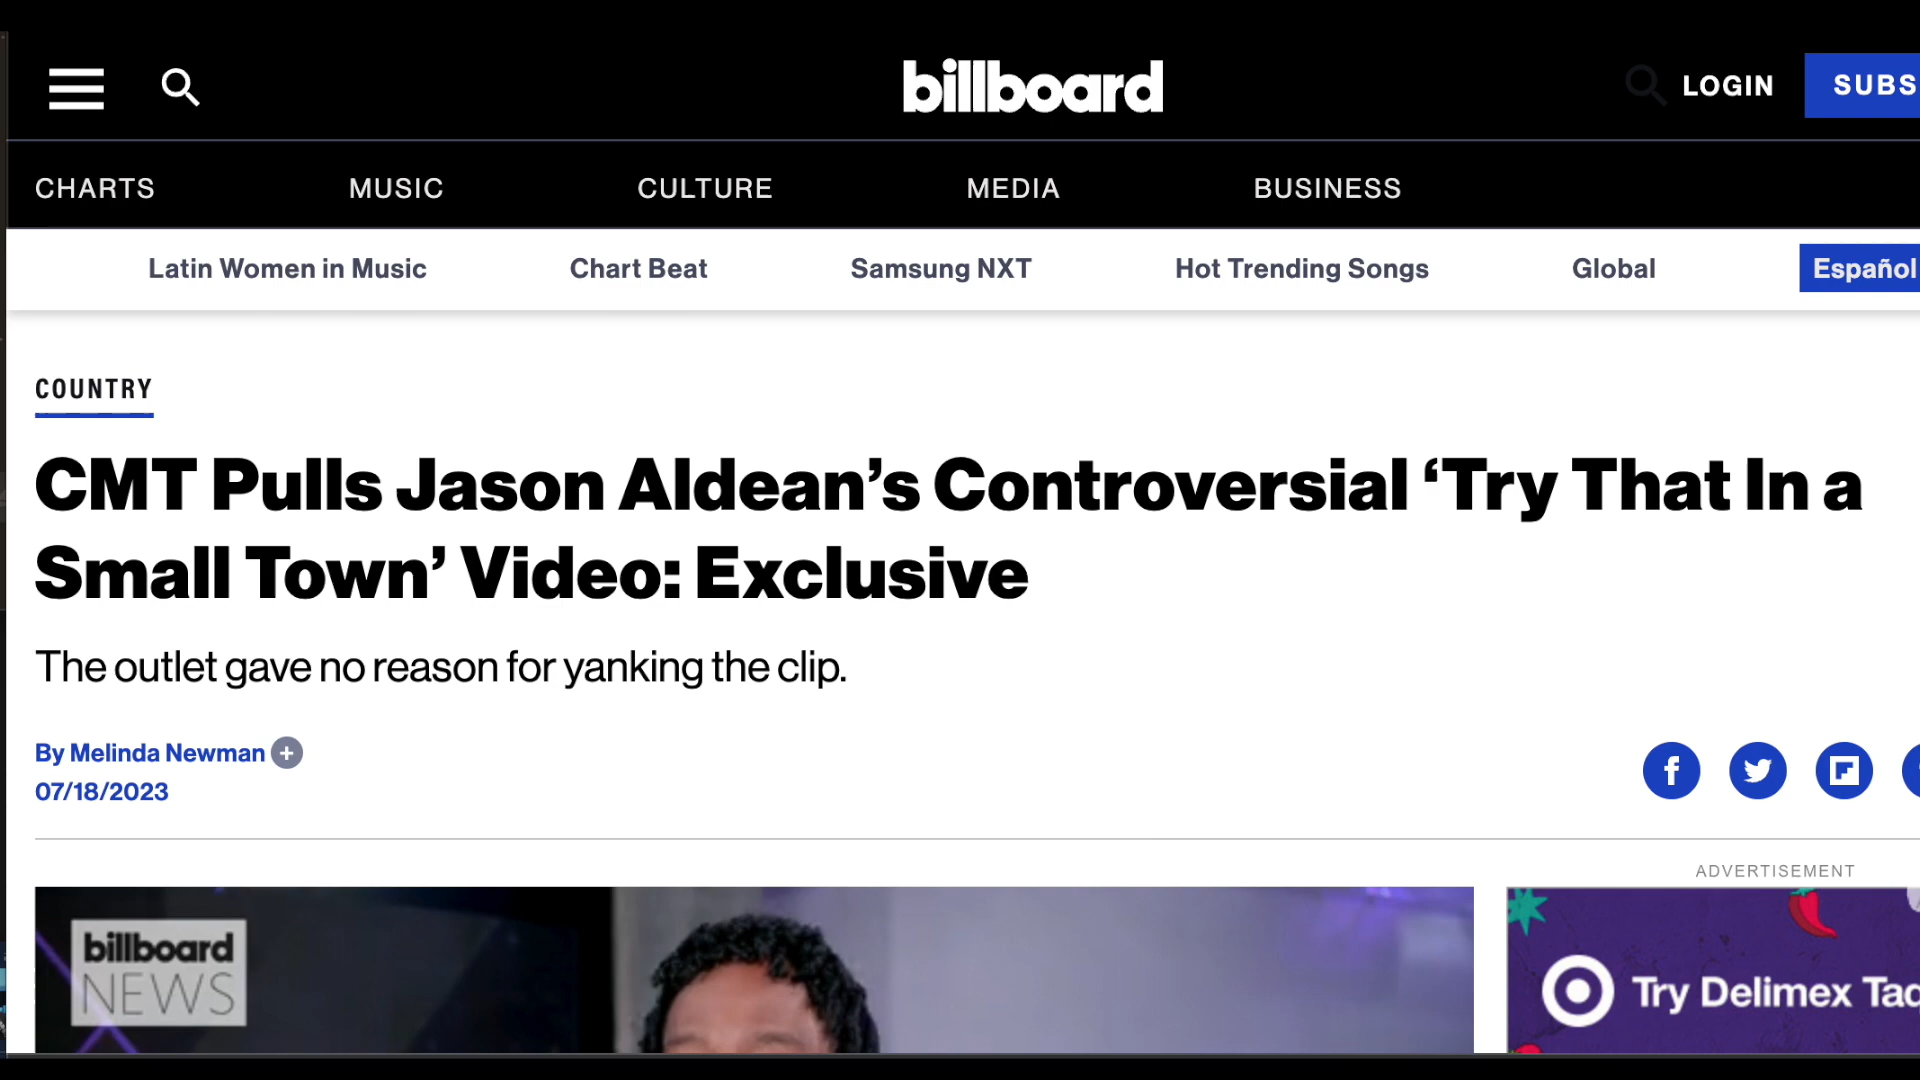 billboard
LOGIN
SUBS
CHARTS MUSIC CULTURE MEDIA BUSINESS
Latin Women in Music Chart Beat Samsung NXT Hot Trending Songs Global Español
COUNTRY
CMT Pulls Jason Aldean’s Controversial ‘Try That In a
Small Town’ Video: Exclusive
The outlet gave no reason for yanking the clip.
By Melinda Newman +
07/18/2023
ADVERTISEMENT
billboard
NEWS
Try Delimex Taq